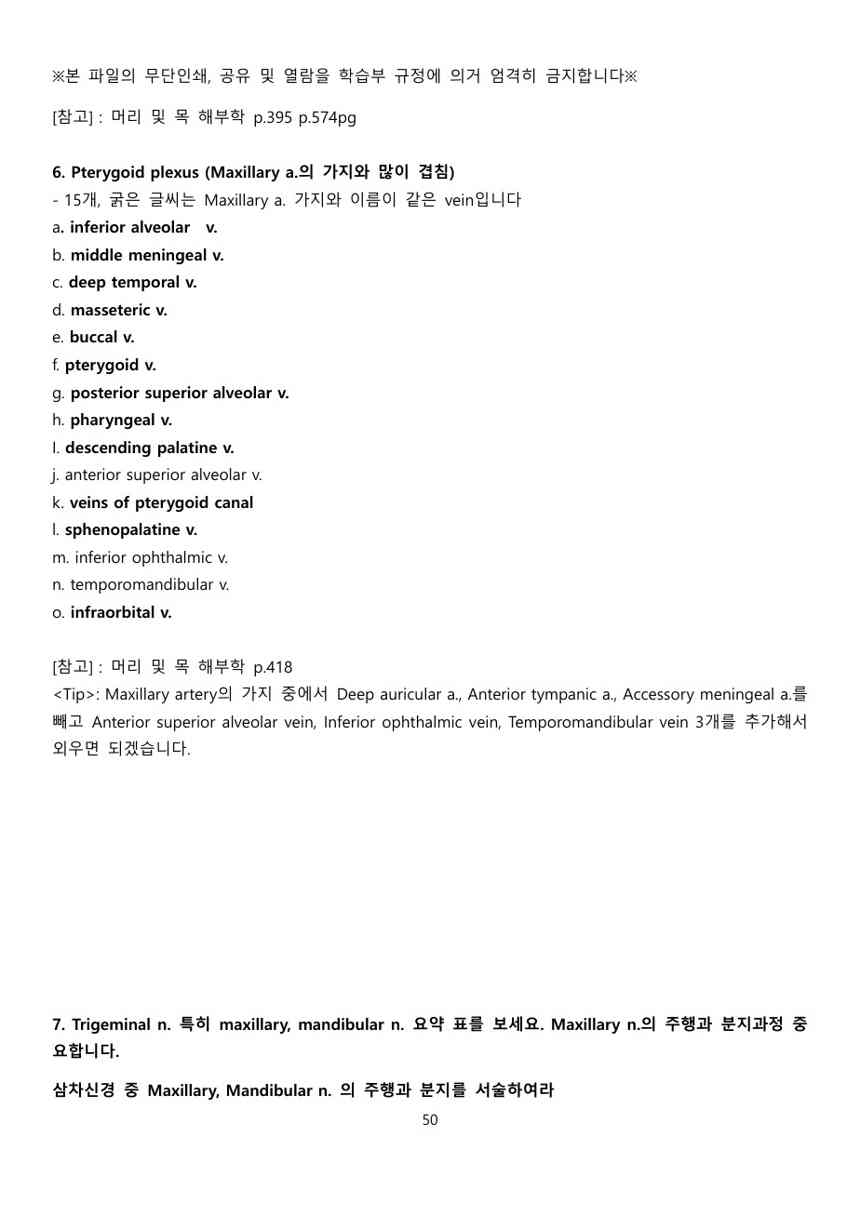 ※본 파일의 무단인쇄, 공유 및 열람을 학습부 규정에 의거 엄격히 금지합니다※
[참고] : 머리 및 목 해부학 p.395 p.574pg
6. Pterygoid plexus (Maxillary a.의 가지와 많이 겹침)
- 15개, 굵은 글씨는 Maxillary a. 가지와 이름이 같은 vein입니다
a. inferior alveolar v.
b. middle meningeal v.
c. deep temporal v.
d. masseteric v.
e. buccal v.
f. pterygoid v.
g. posterior superior alveolar v.
h. pharyngeal v.
I. descending palatine v.
j. anterior superior alveolar v.
k. veins of pterygoid canal
l. sphenopalatine v.
m. inferior ophthalmic v.
n. temporomandibular v.
o. infraorbital v.
[참고] : 머리 및 목 해부학 p.418
<Tip>: Maxillary artery의 가지 중에서 Deep auricular a., Anterior tympanic a., Accessory meningeal a.를
빼고 Anterior superior alveolar vein, Inferior ophthalmic vein, Temporomandibular vein 3개를 추가해서
외우면 되겠습니다.
7. Trigeminal n. 특히 maxillary, mandibular n. 요약 표를 보세요. Maxillary n.의 주행과 분지과정 중
요합니다.
삼차신경 중 Maxillary, Mandibular n. 의 주행과 분지를 서술하여라
50